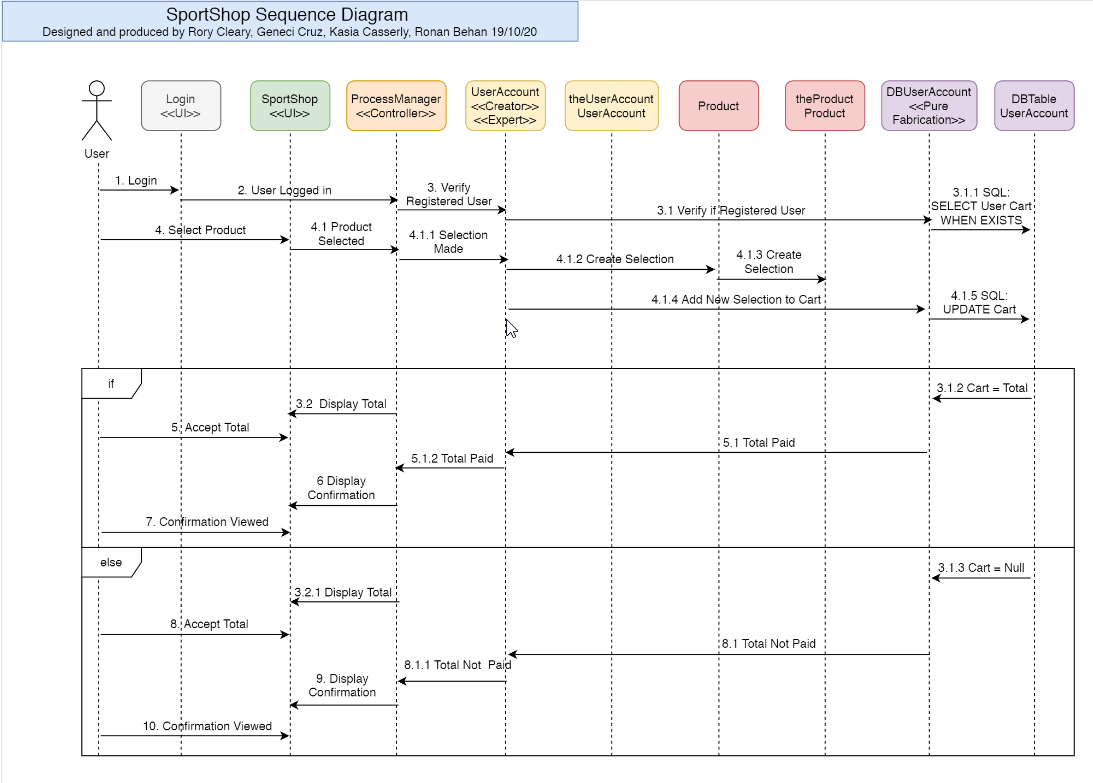 SportShop Sequence Diagram
Designed and produced by Rory Cleary, Geneci Cruz, Kasia Casserly, Ronan Behan 19/10/20
User
Login
<<UI>>
SportShop
<<UI>>
ProcessManager
<<Controller>>
UserAccount
<<Creator>>
<<Expert>>
theUserAccount
UserAccount
Product
theProduct
Product
DBUserAccount
<<Pure
Fabrication>>
DBTable
UserAccount
1. Login
2. User Logged in
3. Verify
Registered User
3.1 Verify if Registered User
3.1.1 SQL:
SELECT User Cart
WHEN EXISTS
4. Select Product
4.1 Product
Selected
4.1.1 Selection
Made
4.1.2 Create Selection
4.1.3 Create
Selection
4.1.4 Add New Selection to Cart
4.1.5 SQL:
UPDATE Cart
if
3.1.2 Cart = Total
3.2  Display Total
5. Accept Total
5.1 Total Paid
5.1.2 Total Paid
6 Display
Confirmation
7. Confirmation Viewed
else
3.1.3 Cart = Null
3.2.1 Display Total
8. Accept Total
8.1 Total Not Paid
8.1.1 Total Not  Paid
9. Display
Confirmation
10. Confirmation Viewed